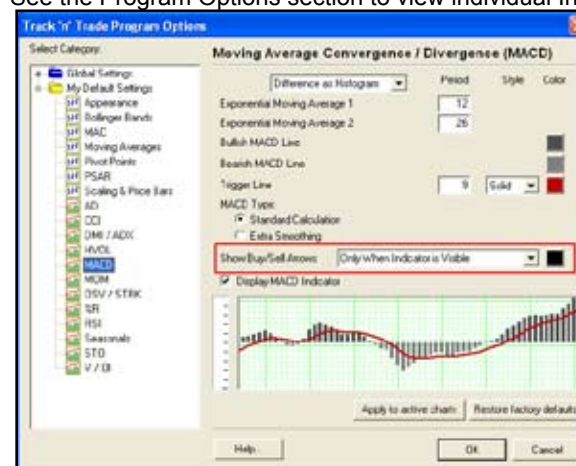 See the Program Options section to view individual in
Track 'n' Trade Program Options
Select Category:
Moving Average Convergence / Divergence (MACD)
Global Settings
My Default Settings
Appearance
Bollinger Bands
MAC
Moving Averages
Pivot Points
PSAR
Scaling & Price Bars
AD
CCI
DMI / ADX
HVOL
MACD
MOM
OSV / STRK
%R
RSI
Seasonals
STO
V / OI
Difference as Histogram Period Style Color
Exponential Moving Average 1 12
Exponential Moving Average 2 26
Bullish MACD Line
Bearish MACD Line
Trigger Line 9 Solid
MACD Type:
Standard Calculation
Extra Smoothing
Show Buy/Sell Arrows Only When Indicator is Visible
Display MACD Indicator
Apply to active charts Restore factory defaults
Help... OK Cancel